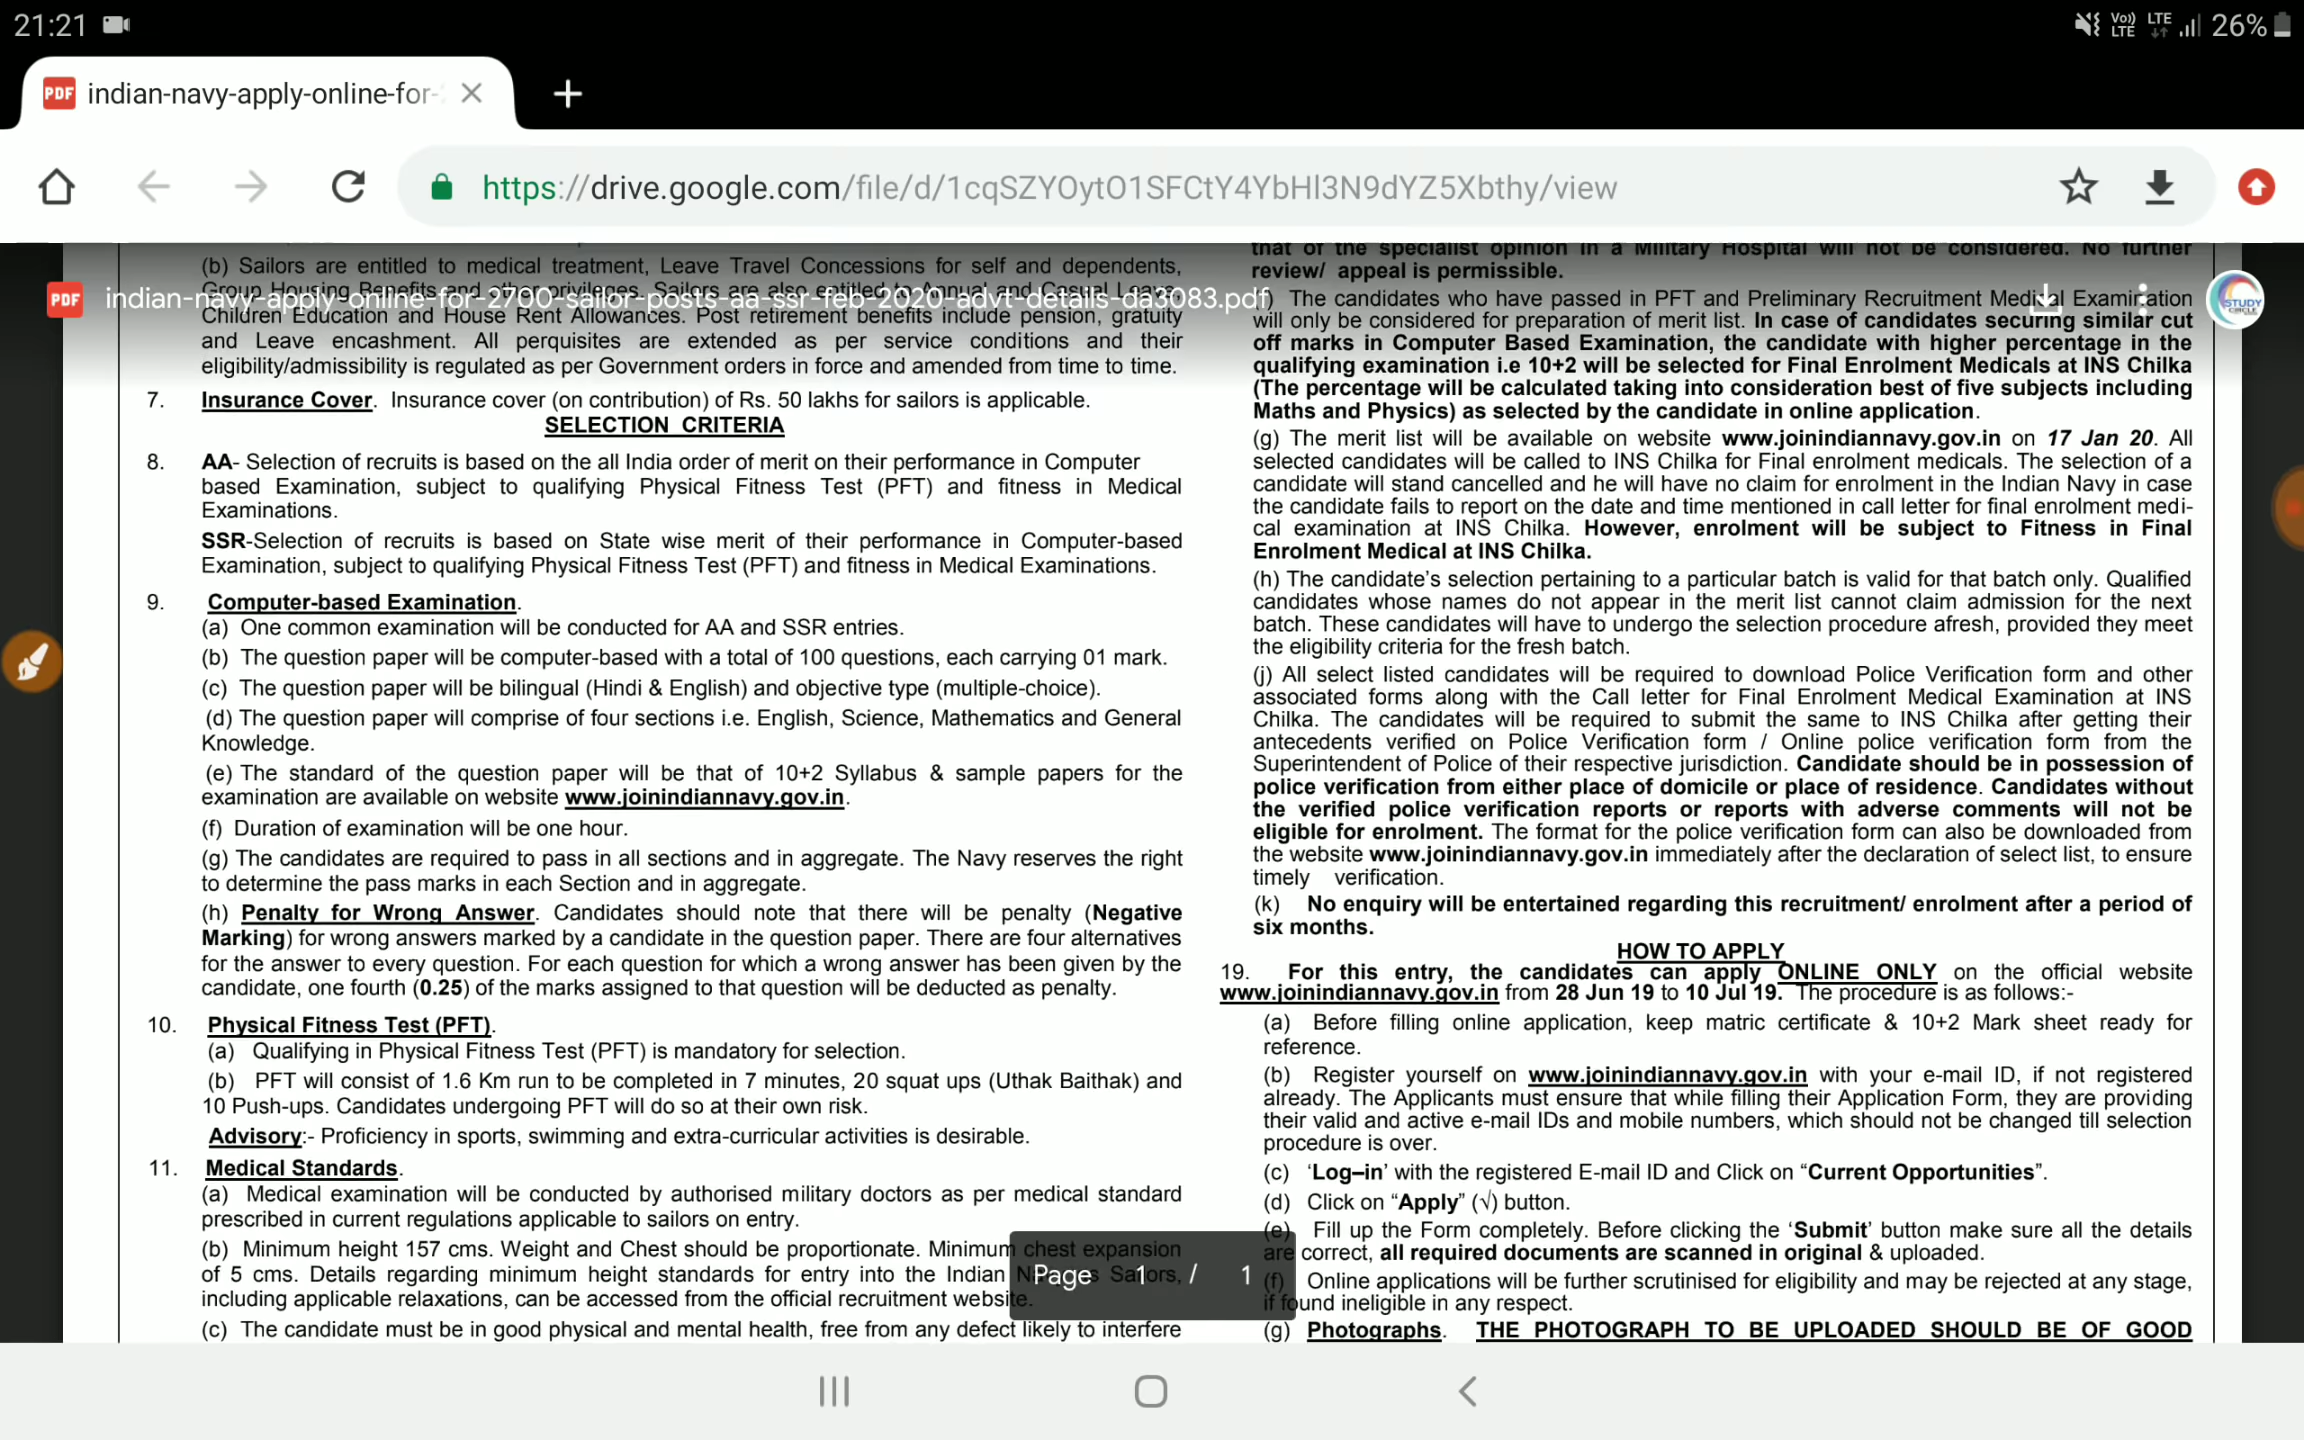 21:21
Vo)) LTE LTE 26%
PDF indian-navy-apply-online-for-
https://drive.google.com/file/d/1cqSZYOytO1SFCtY4YbHl3N9dYZ5Xbthy/view
PDF indian-navy-apply-online-for-2700-sailor-posts-aa-ssr-feb-2020-advt-details-da3083.pdf
STUDY CIRCLE
(b) Sailors are entitled to medical treatment, Leave Travel Concessions for self and dependents,
Group Housing Benefits and other privileges. Sailors are also entitled to Annual and Casual Leave,
Children Education and House Rent Allowances. Post retirement benefits include pension, gratuity
and Leave encashment. All perquisites are extended as per service conditions and their
eligibility/admissibility is regulated as per Government orders in force and amended from time to time.
7. Insurance Cover. Insurance cover (on contribution) of Rs. 50 lakhs for sailors is applicable.
SELECTION CRITERIA
8. AA- Selection of recruits is based on the all India order of merit on their performance in Computer
based Examination, subject to qualifying Physical Fitness Test (PFT) and fitness in Medical
Examinations.
SSR-Selection of recruits is based on State wise merit of their performance in Computer-based
Examination, subject to qualifying Physical Fitness Test (PFT) and fitness in Medical Examinations.
9. Computer-based Examination.
(a) One common examination will be conducted for AA and SSR entries.
(b) The question paper will be computer-based with a total of 100 questions, each carrying 01 mark.
(c) The question paper will be bilingual (Hindi & English) and objective type (multiple-choice).
(d) The question paper will comprise of four sections i.e. English, Science, Mathematics and General
Knowledge.
(e) The standard of the question paper will be that of 10+2 Syllabus & sample papers for the
examination are available on website www.joinindiannavy.gov.in.
(f) Duration of examination will be one hour.
(g) The candidates are required to pass in all sections and in aggregate. The Navy reserves the right
to determine the pass marks in each Section and in aggregate.
(h) Penalty for Wrong Answer. Candidates should note that there will be penalty (Negative
Marking) for wrong answers marked by a candidate in the question paper. There are four alternatives
for the answer to every question. For each question for which a wrong answer has been given by the
candidate, one fourth (0.25) of the marks assigned to that question will be deducted as penalty.
10. Physical Fitness Test (PFT).
(a) Qualifying in Physical Fitness Test (PFT) is mandatory for selection.
(b) PFT will consist of 1.6 Km run to be completed in 7 minutes, 20 squat ups (Uthak Baithak) and
10 Push-ups. Candidates undergoing PFT will do so at their own risk.
Advisory:- Proficiency in sports, swimming and extra-curricular activities is desirable.
11. Medical Standards.
(a) Medical examination will be conducted by authorised military doctors as per medical standard
prescribed in current regulations applicable to sailors on entry.
(b) Minimum height 157 cms. Weight and Chest should be proportionate. Minimum chest expansion
of 5 cms. Details regarding minimum height standards for entry into the Indian Sailors,
including applicable relaxations, can be accessed from the official recruitment website.
(c) The candidate must be in good physical and mental health, free from any defect likely to interfere
that of the specialist opinion in a Military Hospital will not be considered. No further
review/ appeal is permissible.
(f) The candidates who have passed in PFT and Preliminary Recruitment Medical Examination
will only be considered for preparation of merit list. In case of candidates securing similar cut
off marks in Computer Based Examination, the candidate with higher percentage in the
qualifying examination i.e 10+2 will be selected for Final Enrolment Medicals at INS Chilka
(The percentage will be calculated taking into consideration best of five subjects including
Maths and Physics) as selected by the candidate in online application.
(g) The merit list will be available on website www.joinindiannavy.gov.in on 17 Jan 20. All
selected candidates will be called to INS Chilka for Final enrolment medicals. The selection of a
candidate will stand cancelled and he will have no claim for enrolment in the Indian Navy in case
the candidate fails to report on the date and time mentioned in call letter for final enrolment medi-
cal examination at INS Chilka. However, enrolment will be subject to Fitness in Final
Enrolment Medical at INS Chilka.
(h) The candidate's selection pertaining to a particular batch is valid for that batch only. Qualified
candidates whose names do not appear in the merit list cannot claim admission for the next
batch. These candidates will have to undergo the selection procedure afresh, provided they meet
the eligibility criteria for the fresh batch.
(j) All select listed candidates will be required to download Police Verification form and other
associated forms along with the Call letter for Final Enrolment Medical Examination at INS
Chilka. The candidates will be required to submit the same to INS Chilka after getting their
antecedents verified on Police Verification form / Online police verification form from the
Superintendent of Police of their respective jurisdiction. Candidate should be in possession of
police verification from either place of domicile or place of residence. Candidates without
the verified police verification reports or reports with adverse comments will not be
eligible for enrolment. The format for the police verification form can also be downloaded from
the website www.joinindiannavy.gov.in immediately after the declaration of select list, to ensure
timely verification.
(k) No enquiry will be entertained regarding this recruitment/ enrolment after a period of
six months.
HOW TO APPLY
19. For this entry, the candidates can apply ONLINE ONLY on the official website
www.joinindiannavy.gov.in from 28 Jun 19 to 10 Jul 19. The procedure is as follows:-
(a) Before filling online application, keep matric certificate & 10+2 Mark sheet ready for
reference.
(b) Register yourself on www.joinindiannavy.gov.in with your e-mail ID, if not registered
already. The Applicants must ensure that while filling their Application Form, they are providing
their valid and active e-mail IDs and mobile numbers, which should not be changed till selection
procedure is over.
(c) ‘Log–in’ with the registered E-mail ID and Click on “Current Opportunities”.
(d) Click on “Apply” (√) button.
(e) Fill up the Form completely. Before clicking the ‘Submit’ button make sure all the details
are correct, all required documents are scanned in original & uploaded.
(f) Online applications will be further scrutinised for eligibility and may be rejected at any stage,
if found ineligible in any respect.
(g) Photographs. THE PHOTOGRAPH TO BE UPLOADED SHOULD BE OF GOOD
Page 1 / 1